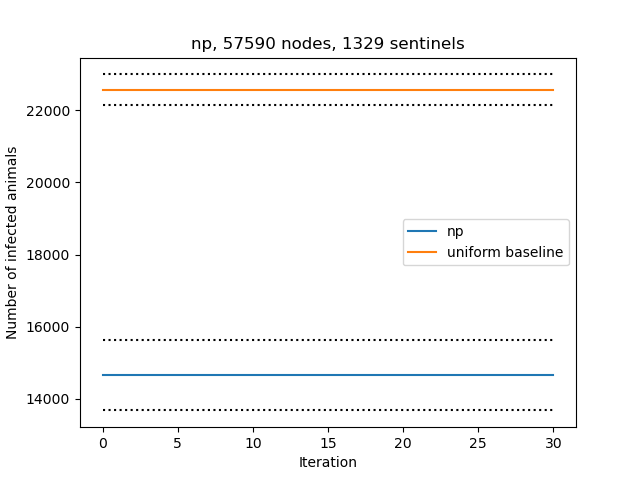 np, 57590 nodes, 1329 sentinels
Number of infected animals
22000
20000
18000
16000
14000
np
uniform baseline
0 5 10 15 20 25 30
Iteration